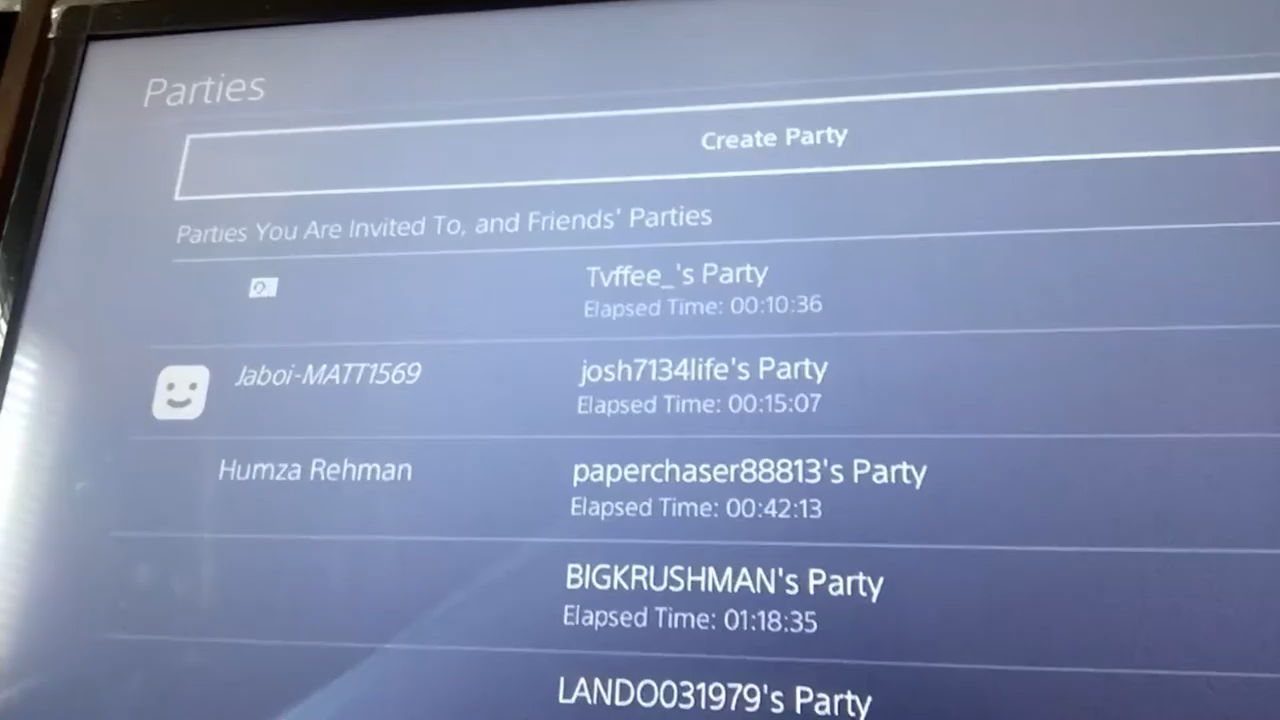 Parties
Create Party
Parties You Are Invited To, and Friends' Parties
Tvffee_'s Party
Elapsed Time: 00:10:36
Jaboi-MATT1569
josh7134life's Party
Elapsed Time: 00:15:07
Humza Rehman
paperchaser88813's Party
Elapsed Time: 00:42:13
BIGKRUSHMAN's Party
Elapsed Time: 01:18:35
LANDO031979's Party